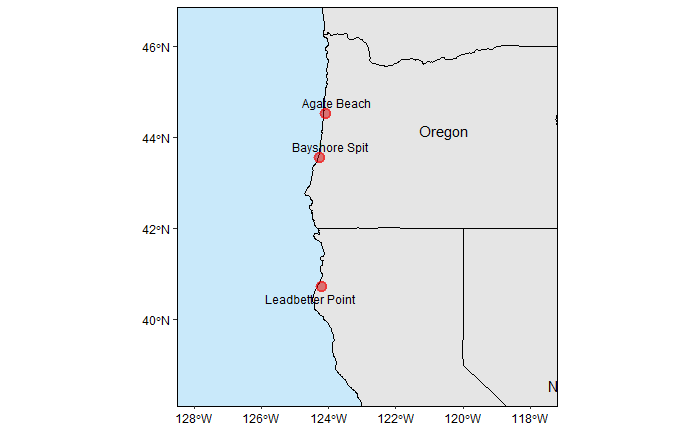 46°N
Agate Beach
44°N
Oregon
Bayshore Spit
42°N
Leadbetter Point
40°N
N
128°W
126°W
124°W
122°W
120°W
118°W